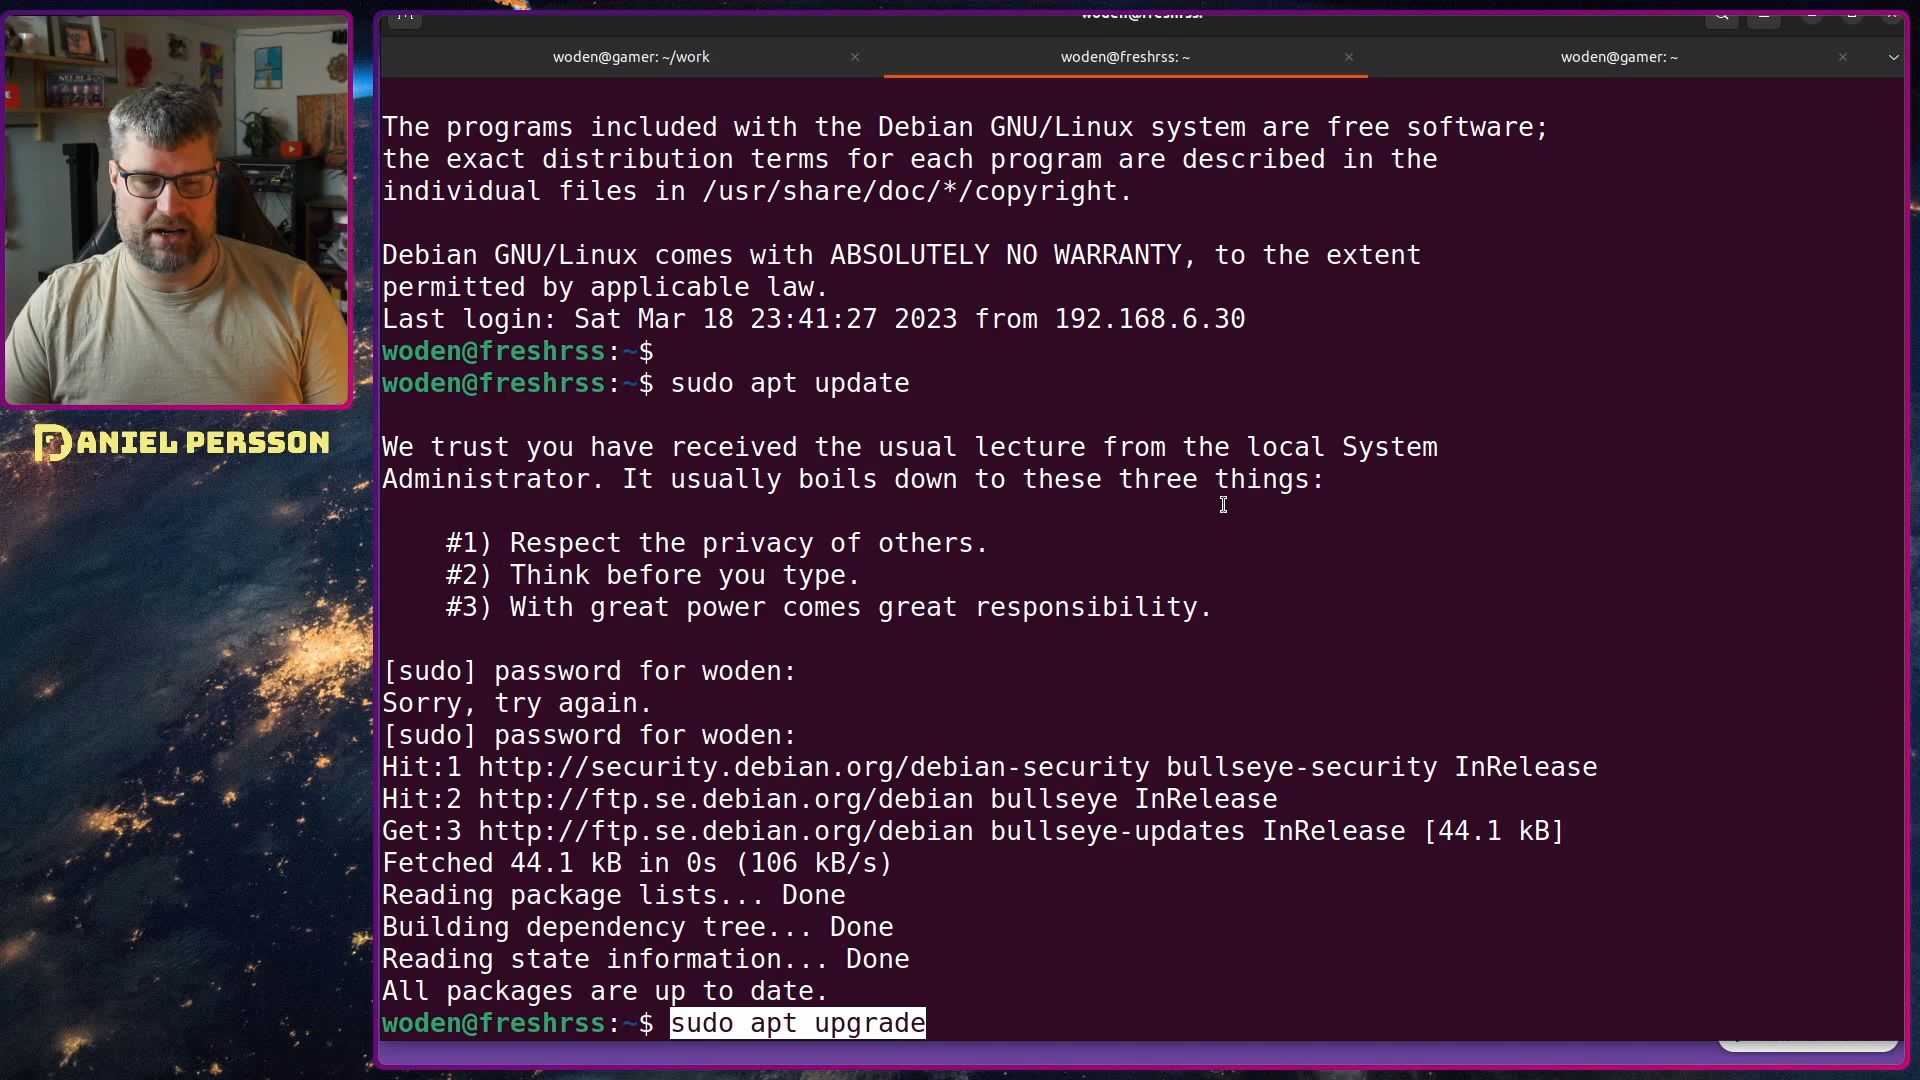 woden@freshrss: ~
woden@gamer: ~/work
woden@freshrss: ~
woden@gamer: ~
The programs included with the Debian GNU/Linux system are free software;
the exact distribution terms for each program are described in the
individual files in /usr/share/doc/*/copyright.
Debian GNU/Linux comes with ABSOLUTELY NO WARRANTY, to the extent
permitted by applicable law.
Last login: Sat Mar 18 23:41:27 2023 from 192.168.6.30
woden@freshrss:~$
woden@freshrss:~$ sudo apt update
We trust you have received the usual lecture from the local System
Administrator. It usually boils down to these three things:
#1) Respect the privacy of others.
#2) Think before you type.
#3) With great power comes great responsibility.
[sudo] password for woden:
Sorry, try again.
[sudo] password for woden:
Hit:1 http://security.debian.org/debian-security bullseye-security InRelease
Hit:2 http://ftp.se.debian.org/debian bullseye InRelease
Get:3 http://ftp.se.debian.org/debian bullseye-updates InRelease [44.1 kB]
Fetched 44.1 kB in 0s (106 kB/s)
Reading package lists... Done
Building dependency tree... Done
Reading state information... Done
All packages are up to date.
woden@freshrss:~$ sudo apt upgrade
DANIEL PERSSON